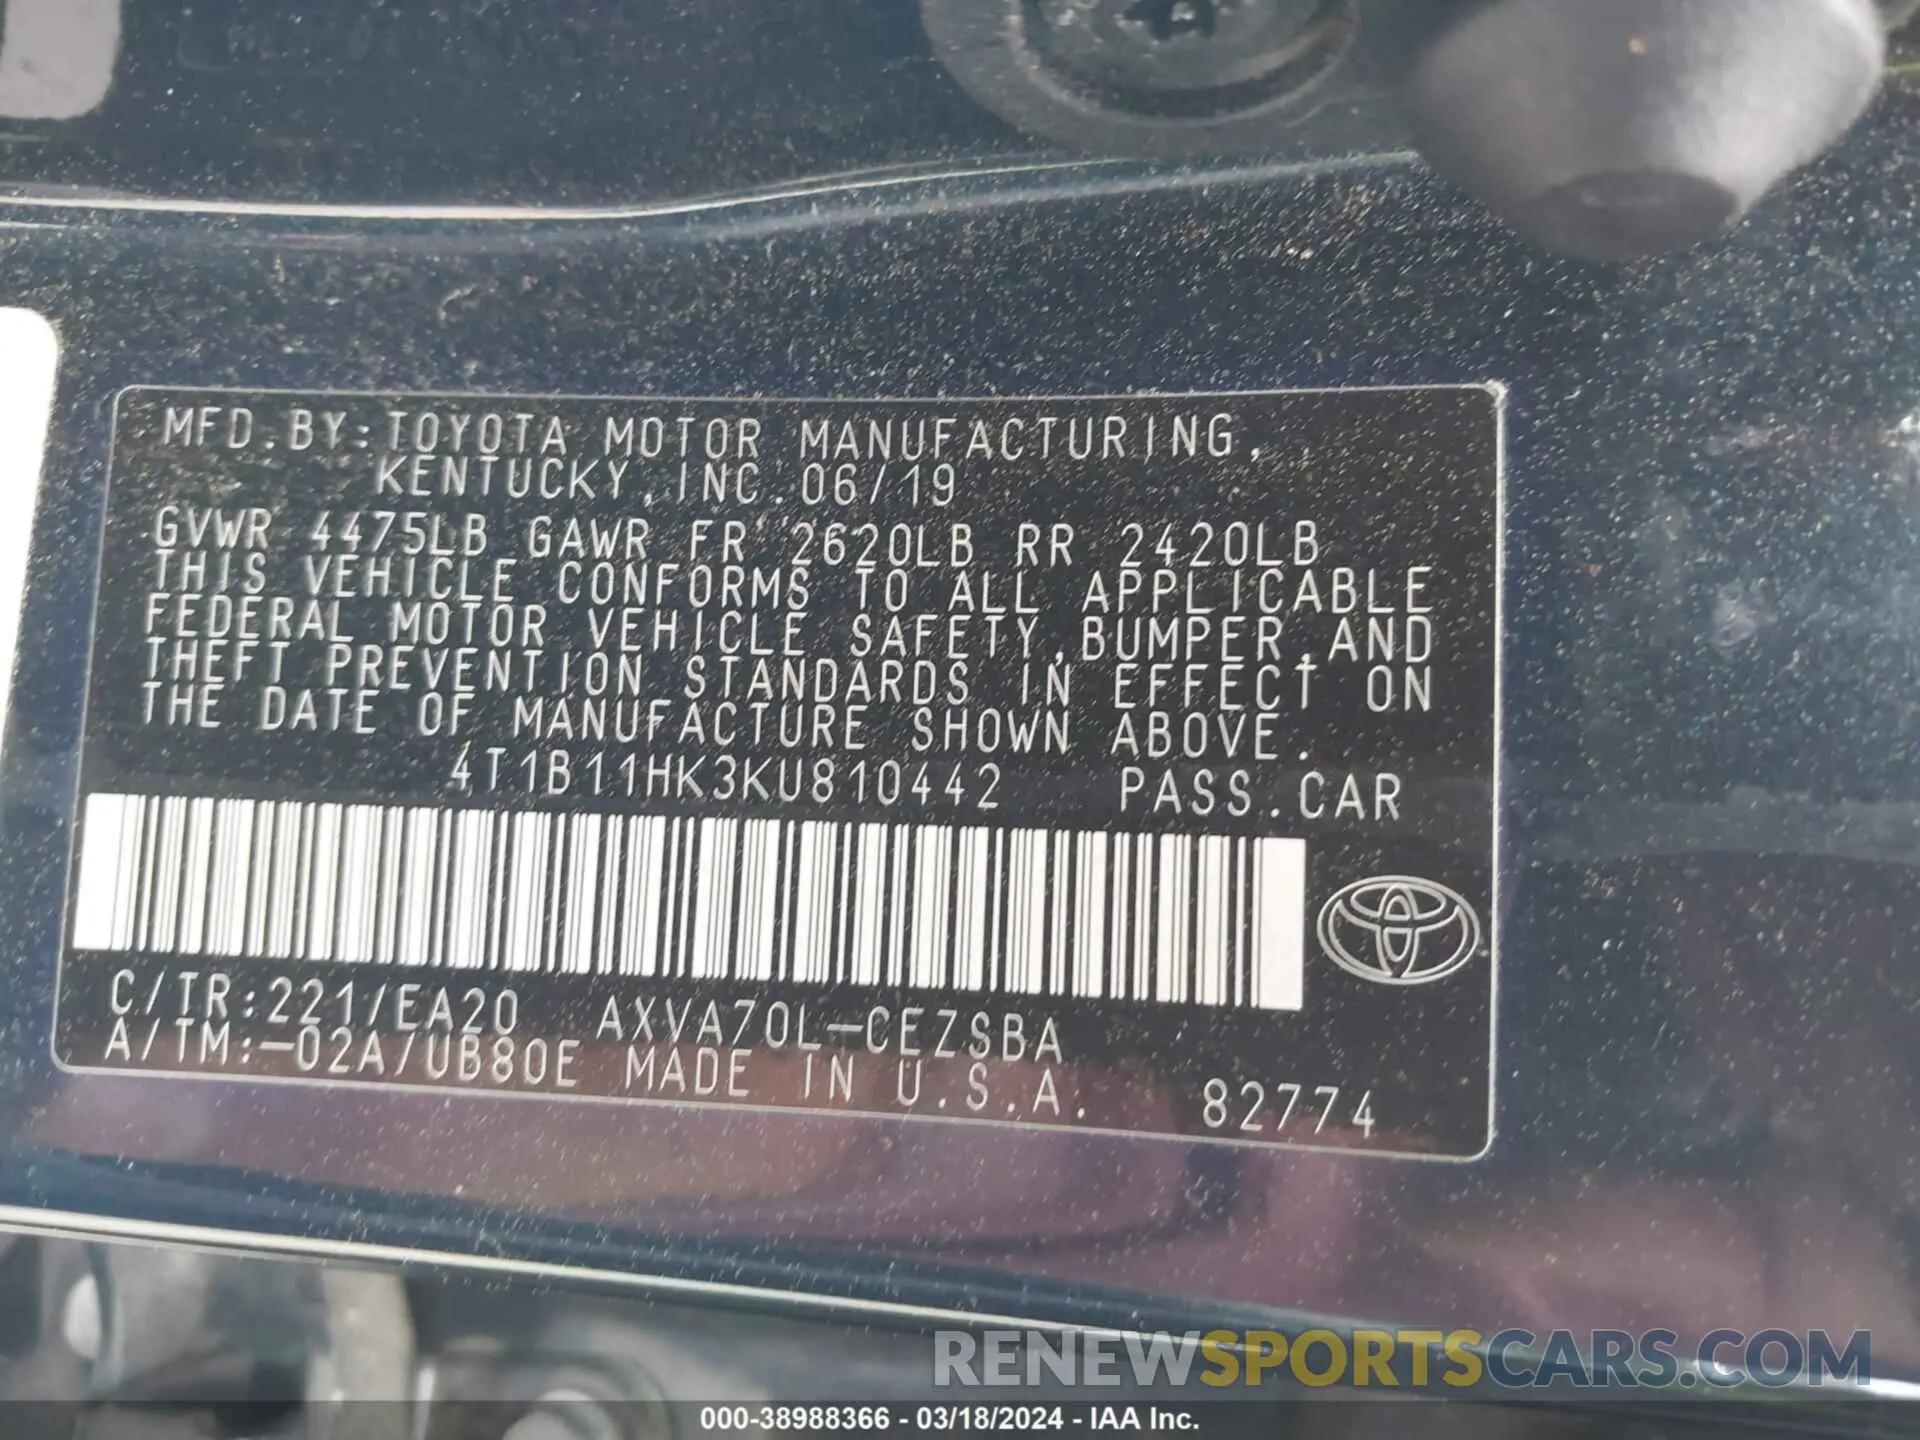 MFD.BY:TOYOTA MOTOR MANUFACTURING,
KENTUCKY,INC.06/19
GVWR 4475LB GAWR FR 2620LB RR 2420LB
THIS VEHICLE CONFORMS TO ALL APPLICABLE
FEDERAL MOTOR VEHICLE SAFETY,BUMPER,AND
THEFT PREVENTION STANDARDS IN EFFECT ON
THE DATE OF MANUFACTURE SHOWN ABOVE.
4T1B11HK3KU810442 PASS.CAR
C/TR:221/EA20 AXVA70L-CEZSBA
A/TM:-02A/UB80E MADE IN U.S.A. 82774
RENEWSPORTSCARS.COM
000-38988366 - 03/18/2024 - IAA Inc.